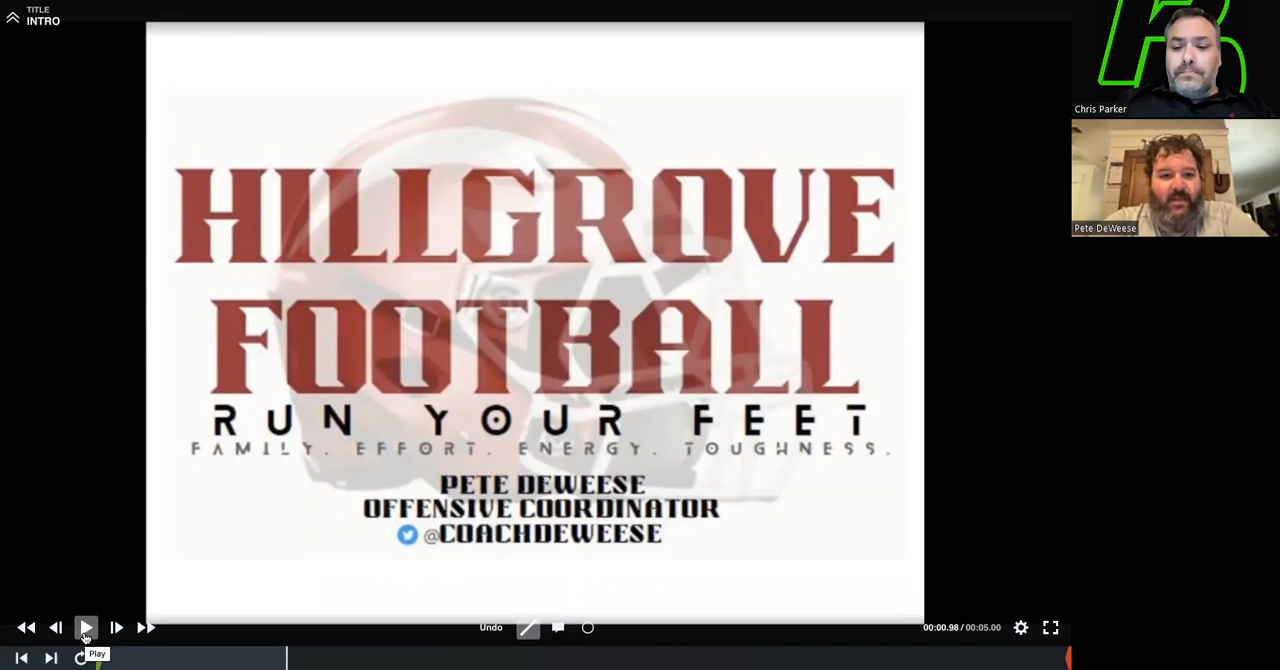 TITLE
INTRO
HILLGROVE
FOOTBALL
RUN YOUR FEET
FAMILY. EFFORT. ENERGY. TOUGHNESS.
PETE DEWEESE
OFFENSIVE COORDINATOR
@COACHDEWEESE
Chris Parker
Pete DeWeese
Undo
00:00.98 / 00:05.00
Play